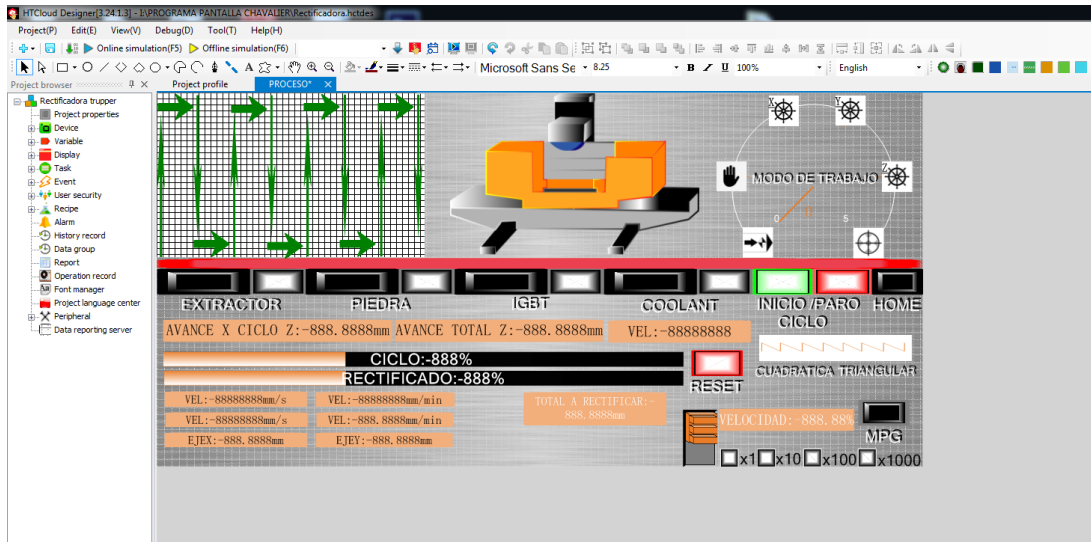 HTCloud Designer[3.24.1.3] - I:\PROGRAMA PANTALLA CHAVALIER\Rectificadora.hctdes
Project(P) Edit(E) View(V) Debug(D) Tool(T) Help(H)
Online simulation(F5) Offline simulation(F6)
Microsoft Sans Se 8.25 B Z U 100% English
Project browser
Project profile PROCESO*
Rectificadora trupper
Project properties
Device
Variable
Display
Task
Event
User security
Recipe
Alarm
History record
Data group
Report
Operation record
Font manager
Project language center
Peripheral
Data reporting server
X Y
MODO DE TRABAJO Z
0 5
EXTRACTOR PIEDRA IGBT COOLANT INICIO /PARO HOME
CICLO
AVANCE X CICLO Z:-888.8888mm AVANCE TOTAL Z:-888.8888mm VEL:-88888888
CICLO:-888%
RECTIFICADO:-888%
RESET
CUADRATICA TRIANGULAR
VEL:-88888888mm/s VEL:-88888888mm/min
TOTAL A RECTIFICAR:-
888.8888mm
VEL:-88888888mm/s VEL:-888.8888mm/min
VELOCIDAD:-888.88%
EJEX:-888.8888mm EJEY:-888.8888mm
MPG
x1 x10 x100 x1000